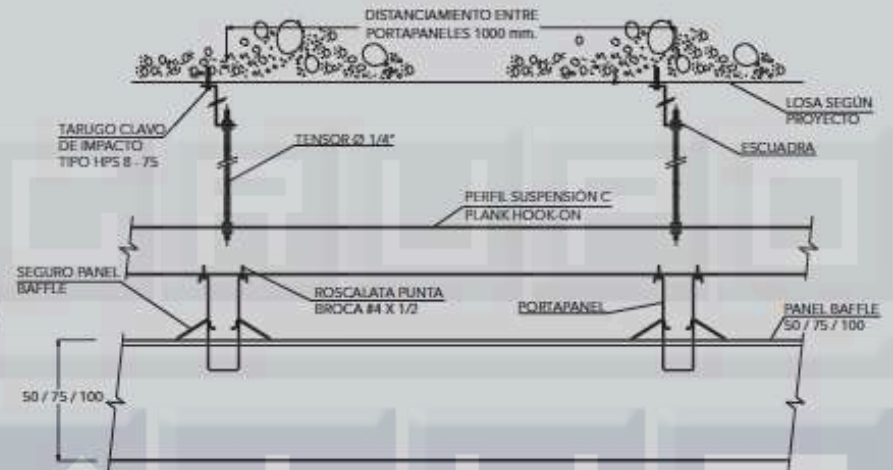 DISTANCIAMIENTO ENTRE
PORTAPANELES 1000 mm.
TARUGO CLAVO
DE IMPACTO
TIPO HPS 8 - 75
TENSOR Ø 1/4"
LOSA SEGÚN
PROYECTO
ESCUADRA
PERFIL SUSPENSIÓN C
PLANK HOOK-ON
SEGURO PANEL
BAFFLE
ROSCALATA PUNTA
BROCA #4 X 1/2
PORTAPANEL
PANEL BAFFLE
50 / 75 / 100
50 / 75 / 100
GRUPO